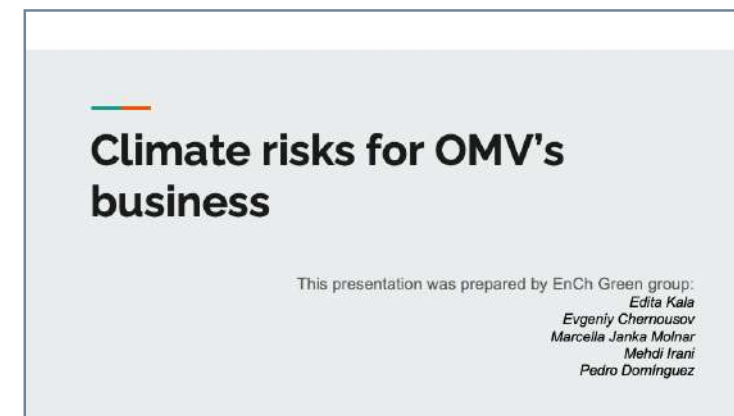 Climate risks for OMV's
business
This presentation was prepared by EnCh Green group:
Edita Kala
Evgeniy Chernousov
Marcella Janka Molnar
Mehdi Irani
Pedro Domínguez